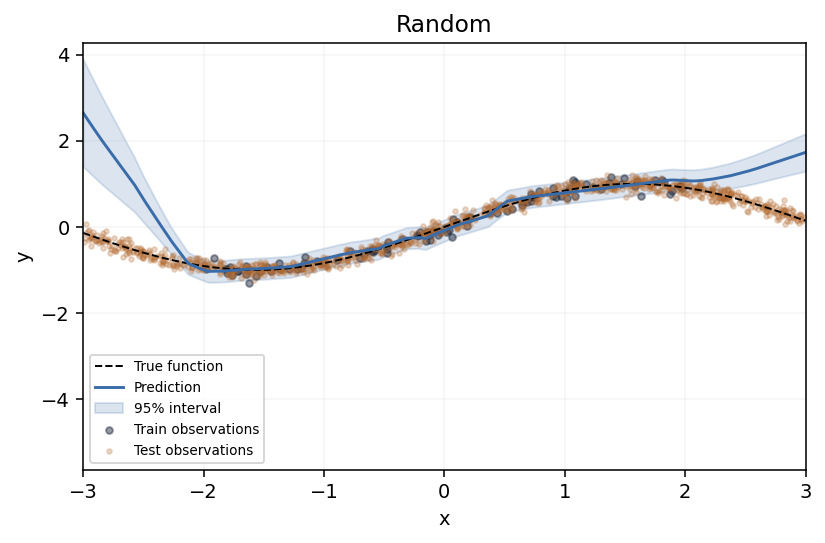 Random
4
2
0
−2
−4
y
True function
Prediction
95% interval
Train observations
Test observations
−3 −2 −1 0 1 2 3
x